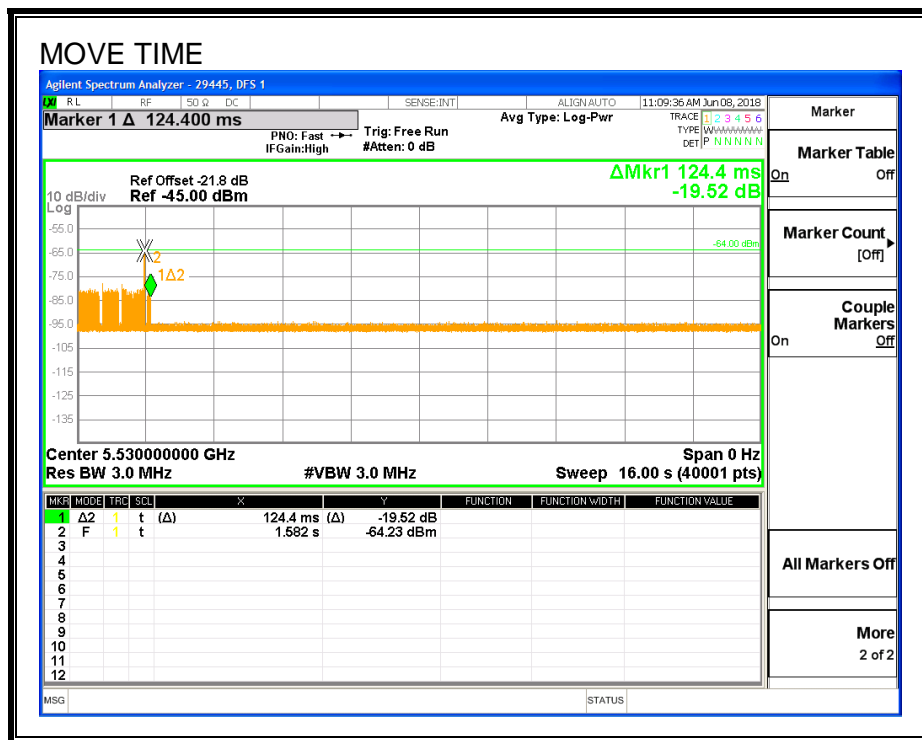 MOVE TIME
Agilent Spectrum Analyzer - 29445, DFS 1
LXI RL RF 50 Ω DC SENSE:INT ALIGN AUTO 11:09:36 AM Jun 08, 2018
Marker 1 Δ 124.400 ms
PNO: Fast
IFGain:High
Trig: Free Run
#Atten: 0 dB
Avg Type: Log-Pwr
TRACE 1 2 3 4 5 6
TYPE WWWWWW
DET P N N N N N
ΔMkr1 124.4 ms
-19.52 dB
Ref Offset -21.8 dB
10 dB/div Ref -45.00 dBm
Log
-55.0
-65.0
-75.0
-85.0
-95.0
-105
-115
-125
-135
-64.00 dBm
2
1Δ2
Center 5.530000000 GHz Span 0 Hz
Res BW 3.0 MHz #VBW 3.0 MHz Sweep 16.00 s (40001 pts)
MKR MODE TRC SCL X Y FUNCTION FUNCTION WIDTH FUNCTION VALUE
1 Δ2 1 t (Δ) 124.4 ms (Δ) -19.52 dB
2 F 1 t 1.582 s -64.23 dBm
3
4
5
6
7
8
9
10
11
12
MSG STATUS
Marker
Marker Table
On Off
Marker Count
[Off]
Couple
Markers
On Off
All Markers Off
More
2 of 2